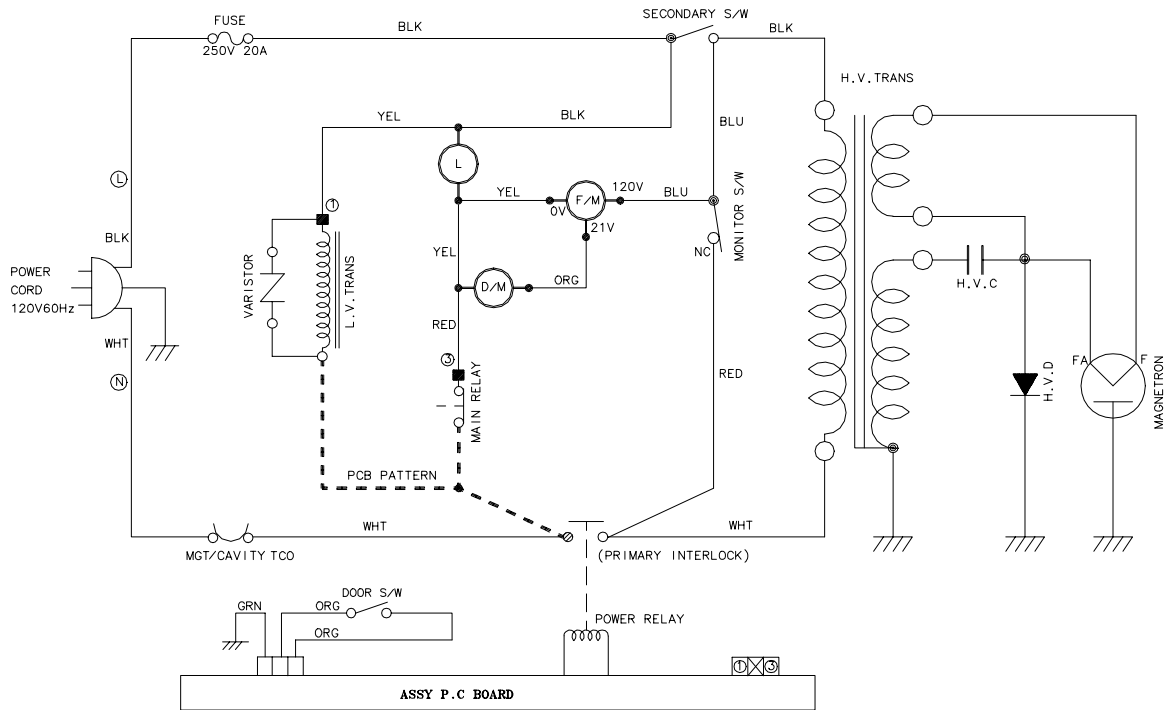 FUSE
250V 20A
BLK
SECONDARY S/W
BLK
H.V.TRANS
YEL
BLK
BLU
L
L
YEL
F/M
120V
0V
21V
BLU
MONITOR S/W
1
BLK
YEL
NC
POWER
CORD
120V60Hz
VARISTOR
L.V.TRANS
D/M
ORG
H.V.C
WHT
RED
N
3
MAIN RELAY
RED
FA
F
H.V.D
MAGNETRON
PCB PATTERN
WHT
WHT
MGT/CAVITY TCO
(PRIMARY INTERLOCK)
DOOR S/W
GRN
ORG
ORG
POWER RELAY
1
3
ASSY P.C BOARD